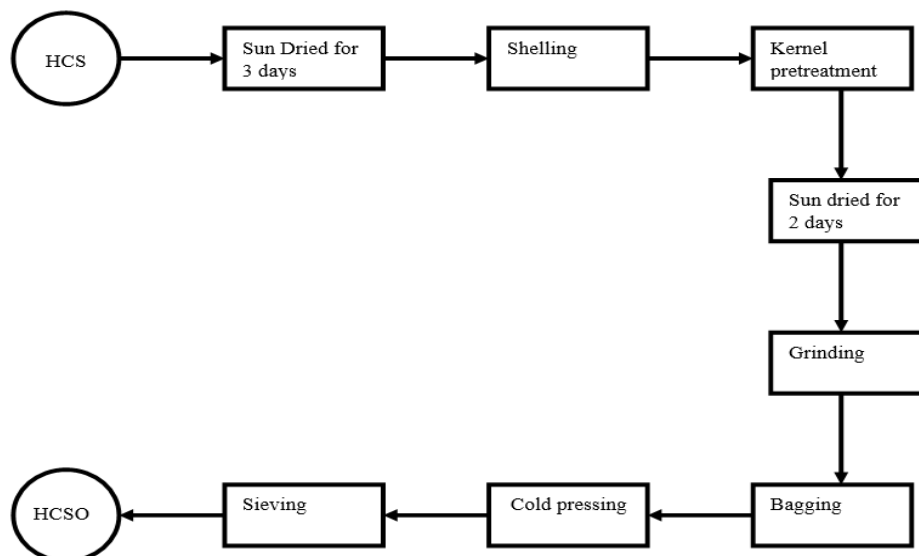 HCS
Sun Dried for
3 days
Shelling
Kernel
pretreatment
Sun dried for
2 days
Grinding
Bagging
Cold pressing
Sieving
HCSO